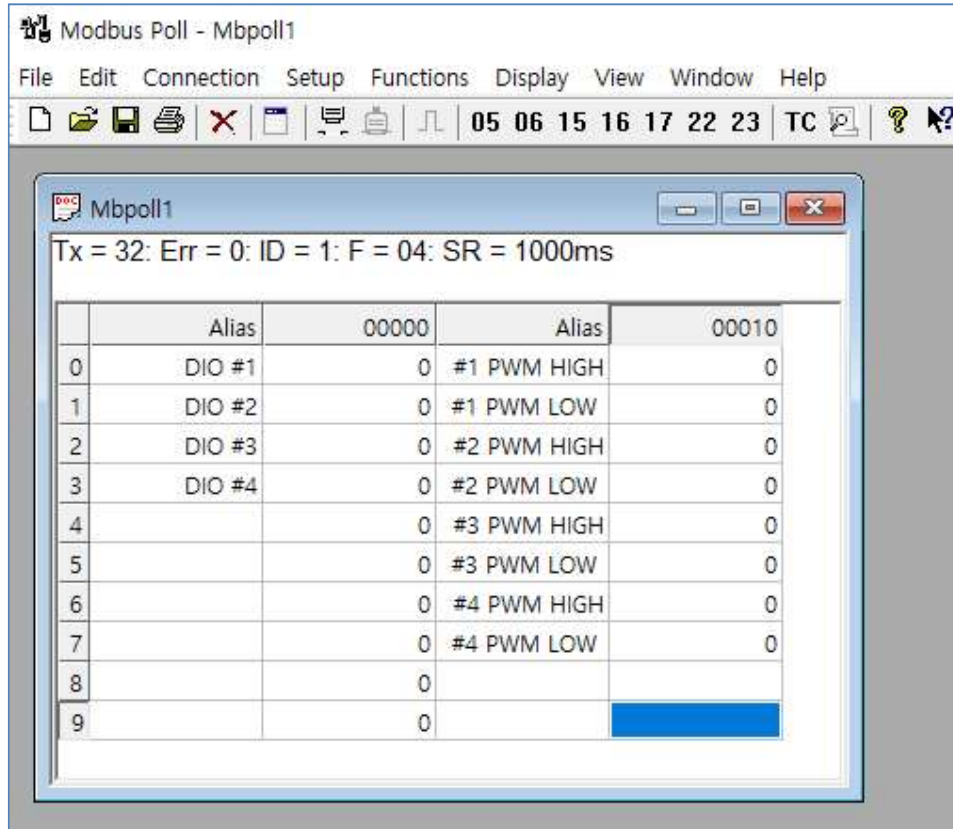 Modbus Poll - Mbpoll1
File Edit Connection Setup Functions Display View Window Help
05 06 15 16 17 22 23 TC
Mbpoll1
Tx = 32: Err = 0: ID = 1: F = 04: SR = 1000ms
Alias 00000 Alias 00010
0 DIO #1 0 #1 PWM HIGH 0
1 DIO #2 0 #1 PWM LOW 0
2 DIO #3 0 #2 PWM HIGH 0
3 DIO #4 0 #2 PWM LOW 0
4 0 #3 PWM HIGH 0
5 0 #3 PWM LOW 0
6 0 #4 PWM HIGH 0
7 0 #4 PWM LOW 0
8 0
9 0